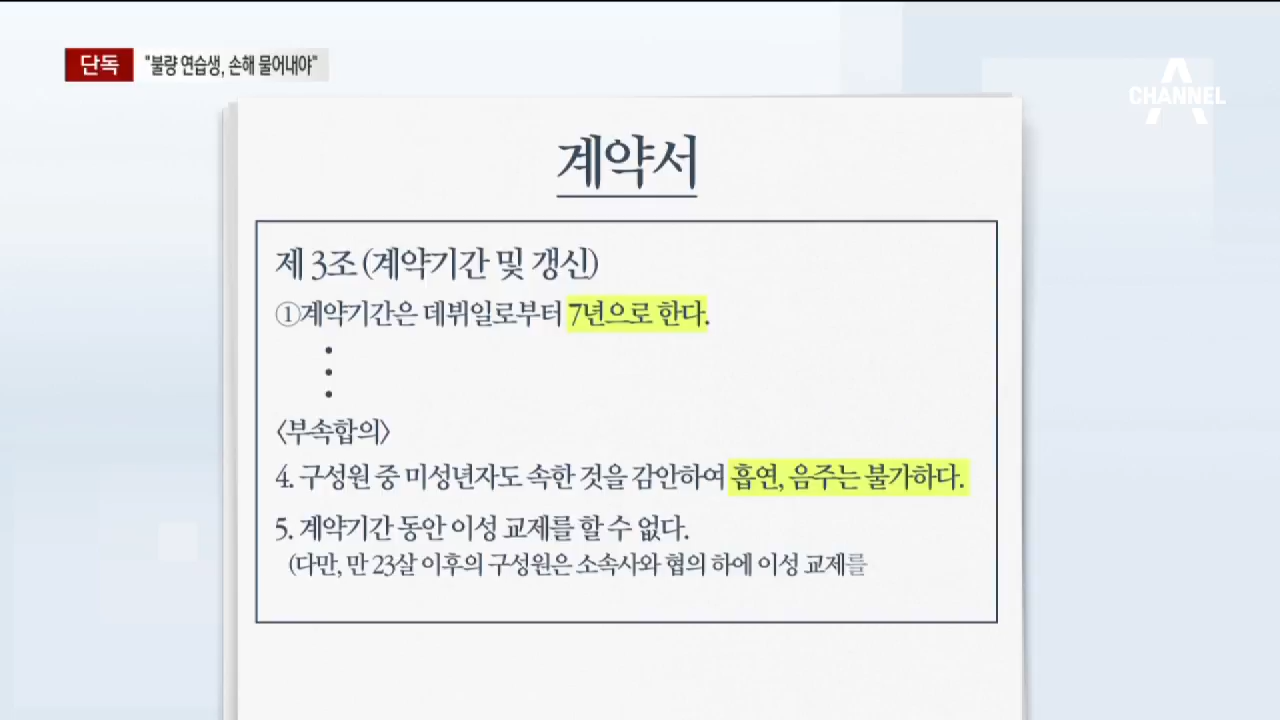 단독 "불량 연습생, 손해 물어내야"
CHANNEL A
계약서
제 3조 (계약기간 및 갱신)
①계약기간은 데뷔일로부터 7년으로 한다.
<부속합의>
4. 구성원 중 미성년자도 속한 것을 감안하여 흡연, 음주는 불가하다.
5. 계약기간 동안 이성 교제를 할 수 없다.
(다만, 만 23살 이후의 구성원은 소속사와 협의 하에 이성 교제를